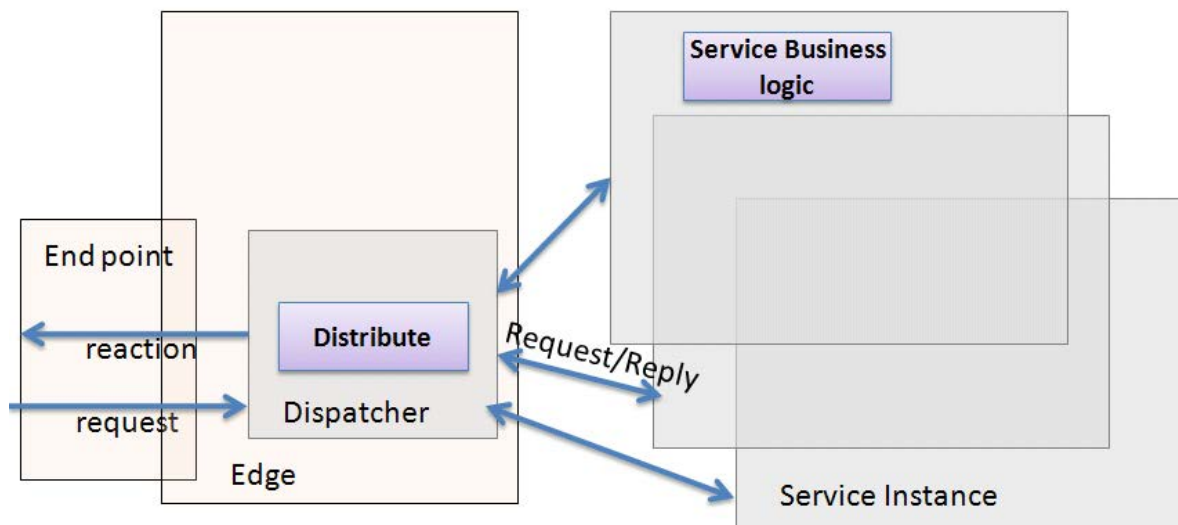 Service Business
logic
End point
Distribute
reaction
Request/Reply
request
Dispatcher
Edge
Service Instance